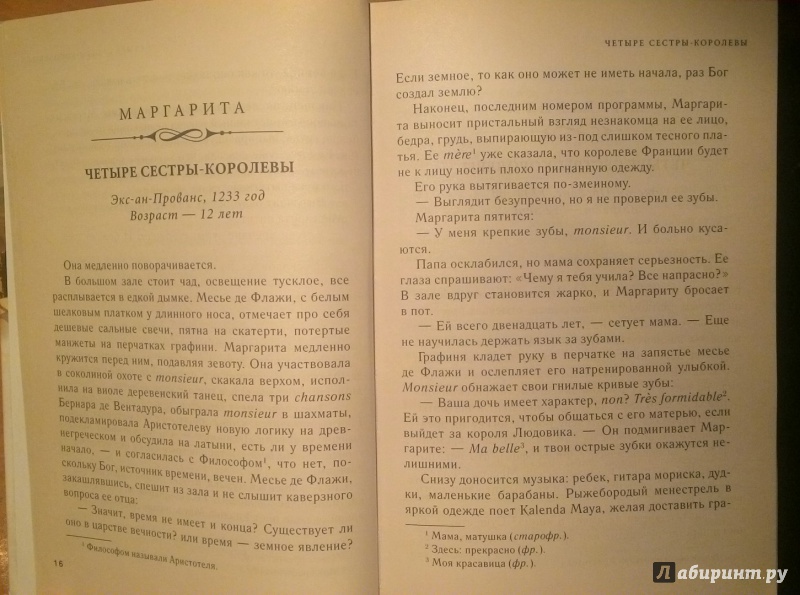 МАРГАРИТА
ЧЕТЫРЕ СЕСТРЫ-КОРОЛЕВЫ
Экс-ан-Прованс, 1233 год
Возраст — 12 лет
Она медленно поворачивается.
В большом зале стоит чад, освещение тусклое, все
расплывается в едкой дымке. Месье де Флажи, с белым
шелковым платком у длинного носа, отмечает про себя
дешевые сальные свечи, пятна на скатерти, потертые
манжеты на перчатках графини. Маргарита медленно
кружится перед ним, подавляя зевоту. Она участвовала
в соколиной охоте с monsieur, скакала верхом, испол-
нила на виоле деревенский танец, спела три chansons
Бернара де Вентадура, обыграла monsieur в шахматы,
подекламировала Аристотелеву новую логику на древ-
негреческом и обсудила на латыни, есть ли у времени
начало, — и согласилась с Философом¹, что нет, по-
скольку Бог, источник времени, вечен. Месье де Флажи,
закашлявшись, спешит из зала и не слышит каверзного
вопроса ее отца:
— Значит, время не имеет и конца? Существует ли
оно в царстве вечности? или время — земное явление?
¹ Философом называли Аристотеля.
16
ЧЕТЫРЕ СЕСТРЫ-КОРОЛЕВЫ
Если земное, то как оно может не иметь начала, раз Бог
создал землю?
Наконец, последним номером программы, Маргари-
та выносит пристальный взгляд незнакомца на ее лицо,
бедра, грудь, выпирающую из-под слишком тесного пла-
тья. Ее mère¹ уже сказала, что королеве Франции будет
не к лицу носить плохо пригнанную одежду.
Его рука вытягивается по-змеиному.
— Выглядит безупречно, но я не проверил ее зубы.
Маргарита пятится:
— У меня крепкие зубы, monsieur. И больно куса-
ются.
Папа осклабился, но мама сохраняет серьезность. Ее
глаза спрашивают: «Чему я тебя учила? Все напрасно?»
В зале вдруг становится жарко, и Маргариту бросает
в пот.
— Ей всего двенадцать лет, — сетует мама. — Еще
не научилась держать язык за зубами.
Графиня кладет руку в перчатке на запястье месье
де Флажи и ослепляет его натренированной улыбкой.
Monsieur обнажает свои гнилые кривые зубы:
— Ваша дочь имеет характер, non? Très formidable².
Ей это пригодится, чтобы общаться с его матерью, если
выйдет за короля Людовика. — Он подмигивает Мар-
гарите: — Ma belle³, и твои острые зубки окажутся не-
лишними.
Снизу доносится музыка: ребек, гитара мориска, дуд-
ки, маленькие барабаны. Рыжебородый менестрель в
яркой одежде поет Kalenda Maya, желая доставить гра-
¹ Мама, матушка (старофр.).
² Здесь: прекрасно (фр.).
³ Моя красавица (фр.).
Лабиринт.ру